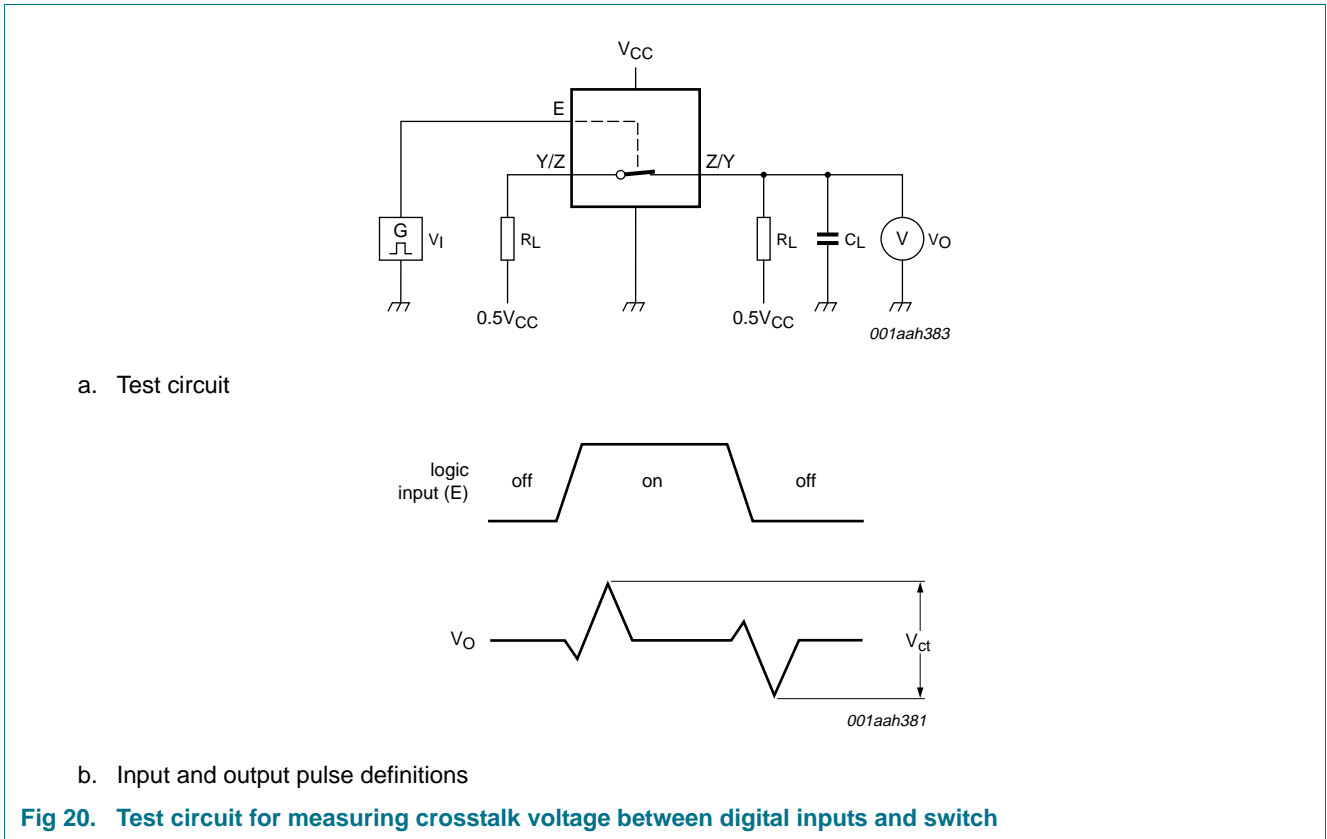 VCC
E
Y/Z
Z/Y
G
VI
RL
RL
CL
V
VO
0.5VCC
0.5VCC
001aah383
a. Test circuit
logic
input (E)
off
on
off
VO
Vct
001aah381
b. Input and output pulse definitions
Fig 20. Test circuit for measuring crosstalk voltage between digital inputs and switch